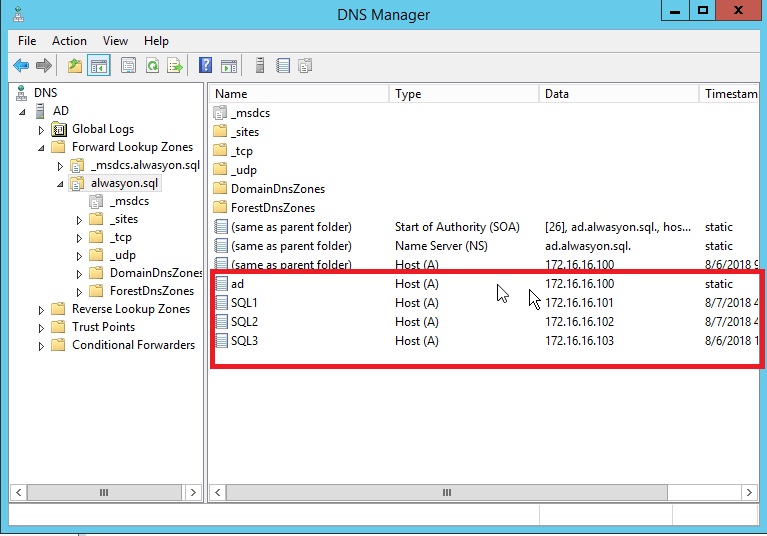 DNS Manager
File Action View Help
DNS
AD
Global Logs
Forward Lookup Zones
_msdcs.alwasyon.sql
alwasyon.sql
_msdcs
_sites
_tcp
_udp
DomainDnsZones
ForestDnsZones
Reverse Lookup Zones
Trust Points
Conditional Forwarders
Name Type Data Timestam
_msdcs
_sites
_tcp
_udp
DomainDnsZones
ForestDnsZones
(same as parent folder) Start of Authority (SOA) [26], ad.alwasyon.sql., hos... static
(same as parent folder) Name Server (NS) ad.alwasyon.sql. static
(same as parent folder) Host (A) 172.16.16.100 8/6/2018 9
ad Host (A) 172.16.16.100 static
SQL1 Host (A) 172.16.16.101 8/7/2018 4
SQL2 Host (A) 172.16.16.102 8/7/2018 4
SQL3 Host (A) 172.16.16.103 8/6/2018 1